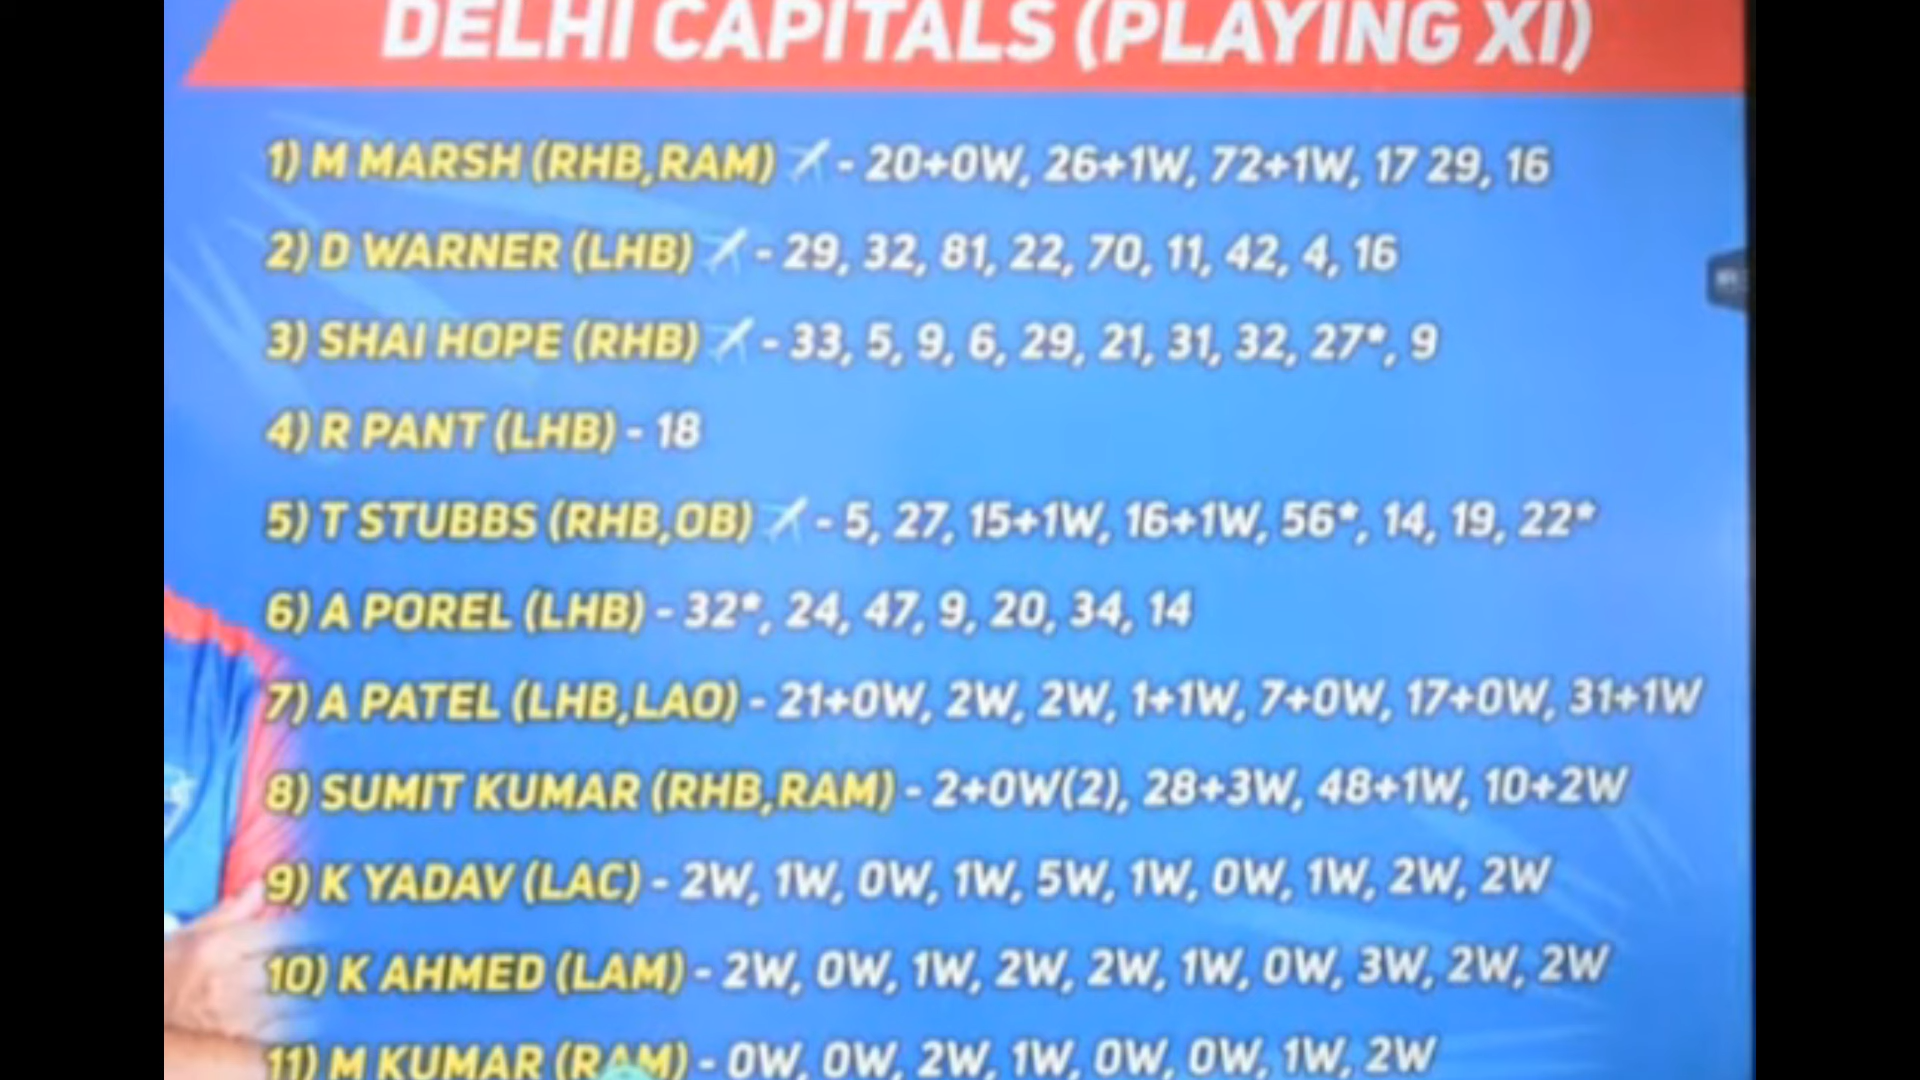 DELHI CAPITALS (PLAYING XI)
1) M MARSH (RHB,RAM) ✈ - 20+0W, 26+1W, 72+1W, 17 29, 16
2) D WARNER (LHB) ✈ - 29, 32, 81, 22, 70, 11, 42, 4, 16
3) SHAI HOPE (RHB) ✈ - 33, 5, 9, 6, 29, 21, 31, 32, 27*, 9
4) R PANT (LHB) - 18
5) T STUBBS (RHB,OB) ✈ - 5, 27, 15+1W, 16+1W, 56*, 14, 19, 22*
6) A POREL (LHB) - 32*, 24, 47, 9, 20, 34, 14
7) A PATEL (LHB,LAO) - 21+0W, 2W, 2W, 1+1W, 7+0W, 17+0W, 31+1W
8) SUMIT KUMAR (RHB,RAM) - 2+0W(2), 28+3W, 48+1W, 10+2W
9) K YADAV (LAC) - 2W, 1W, 0W, 1W, 5W, 1W, 0W, 1W, 2W, 2W
10) K AHMED (LAM) - 2W, 0W, 1W, 2W, 2W, 1W, 0W, 3W, 2W, 2W
11) M KUMAR (RAM) - 0W, 0W, 2W, 1W, 0W, 0W, 1W, 2W